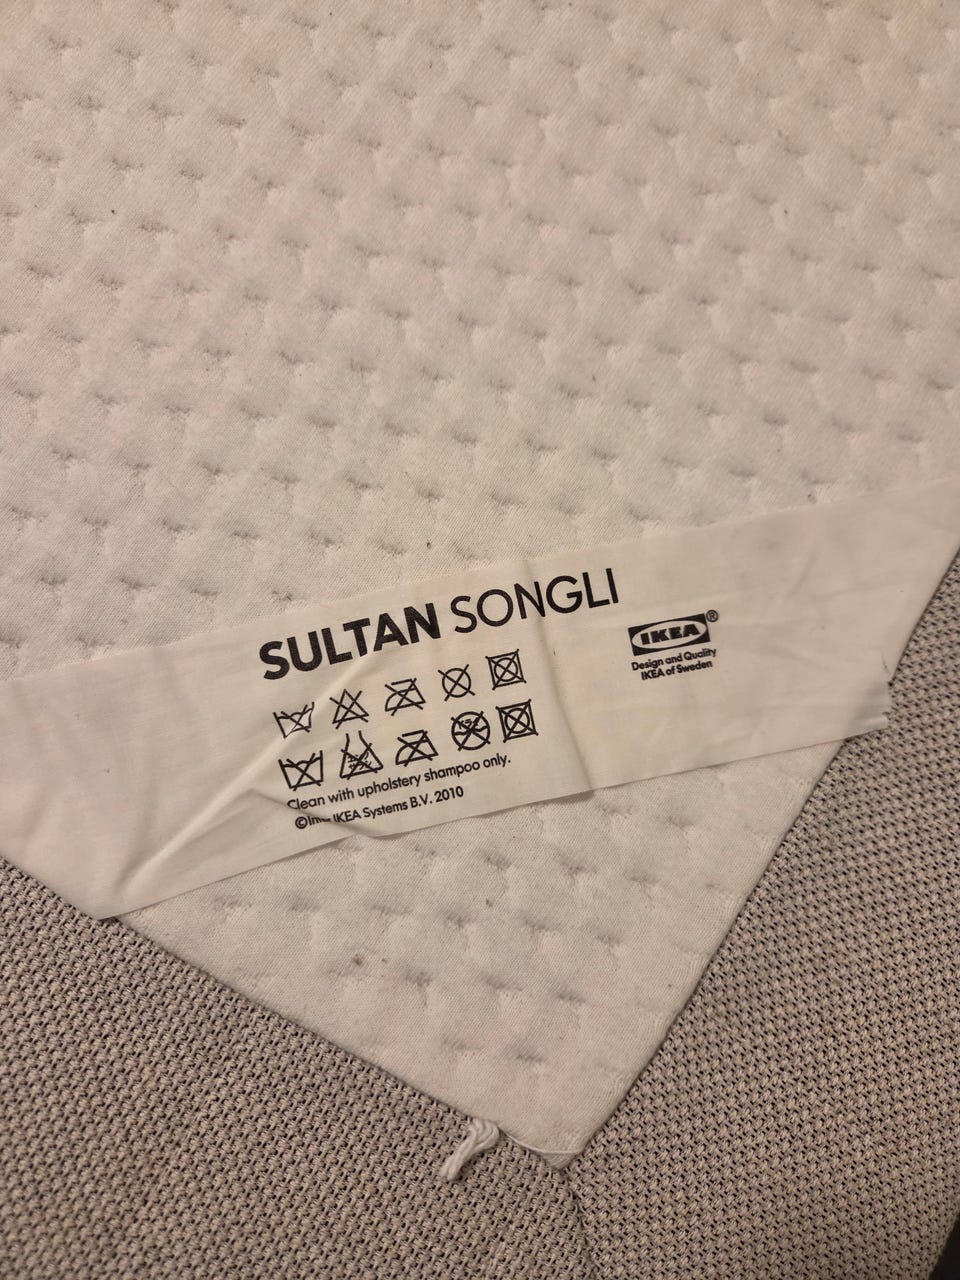 SULTAN SONGLI
IKEA®
Design and Quality
IKEA of Sweden
Clean with upholstery shampoo only.
© IKEA Systems B.V. 2010